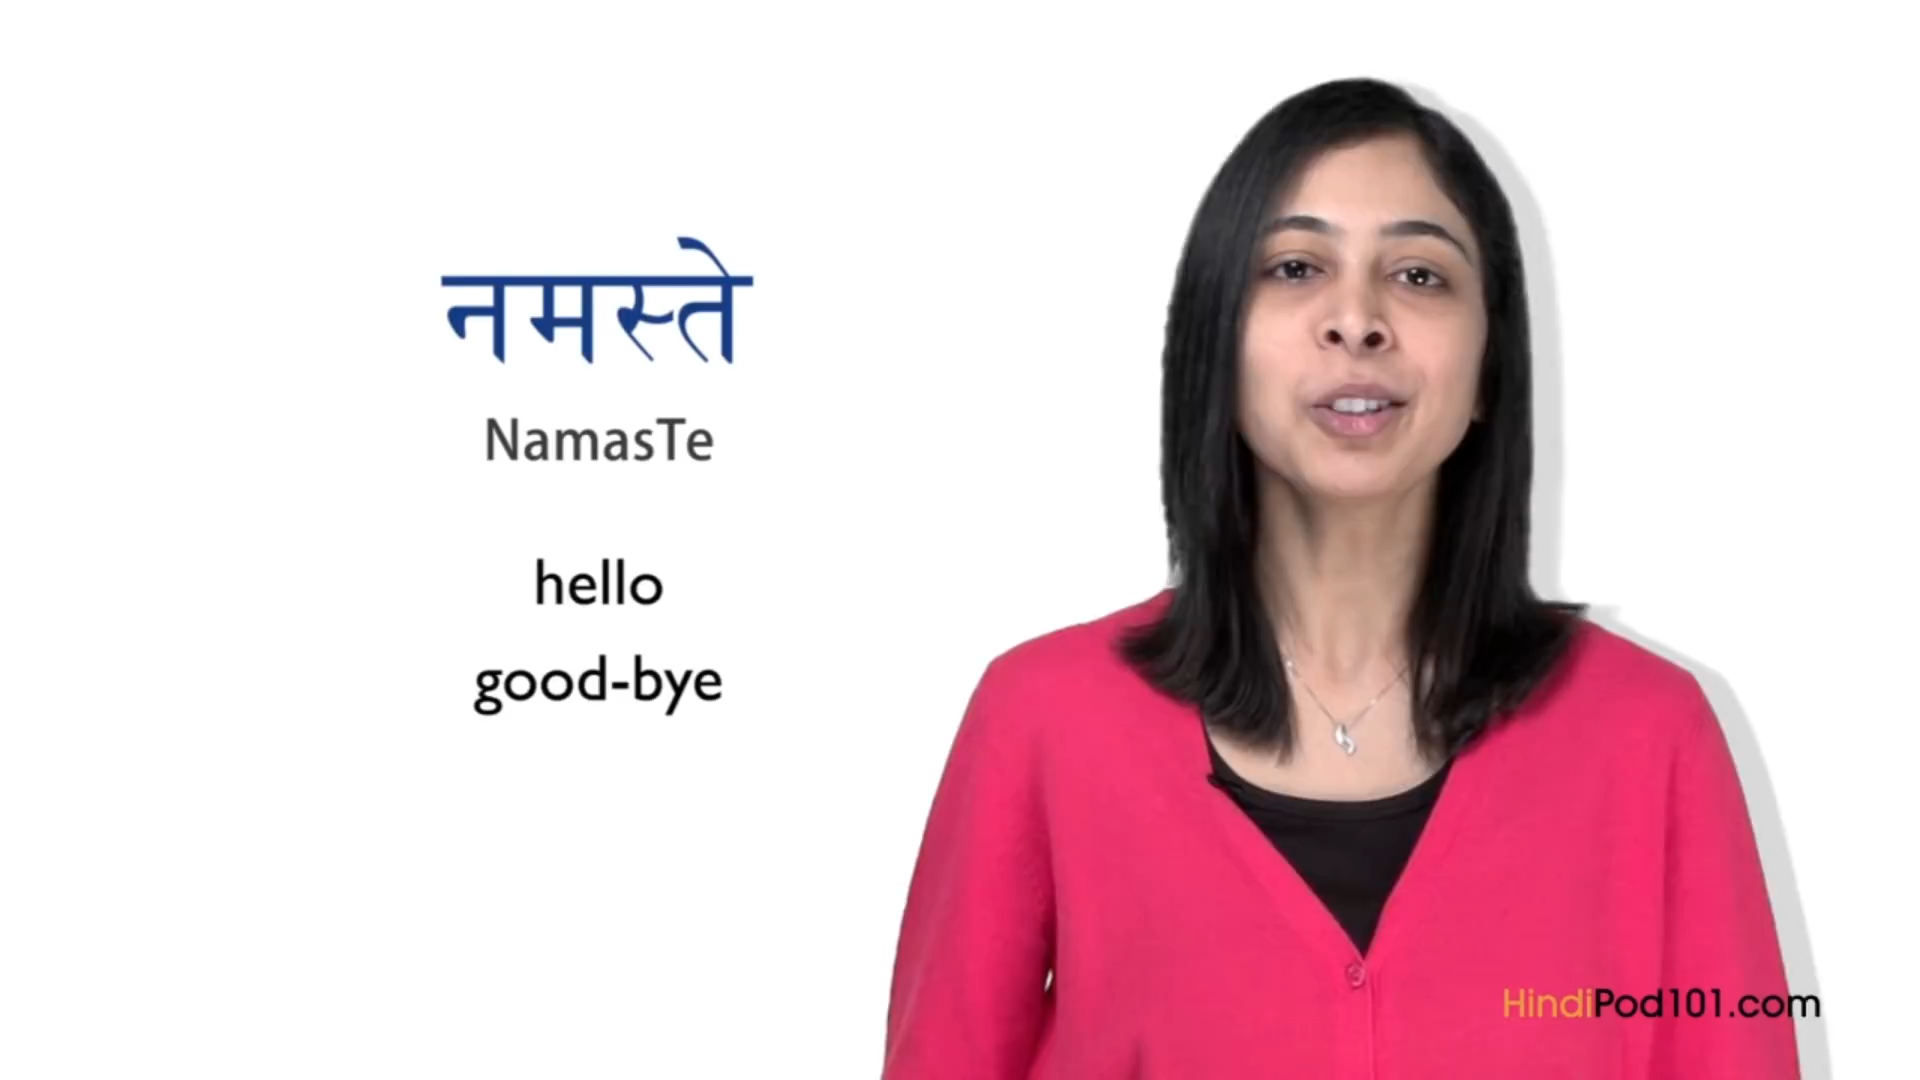 नमस्ते
NamasTe
hello
good-bye
HindiPod101.com